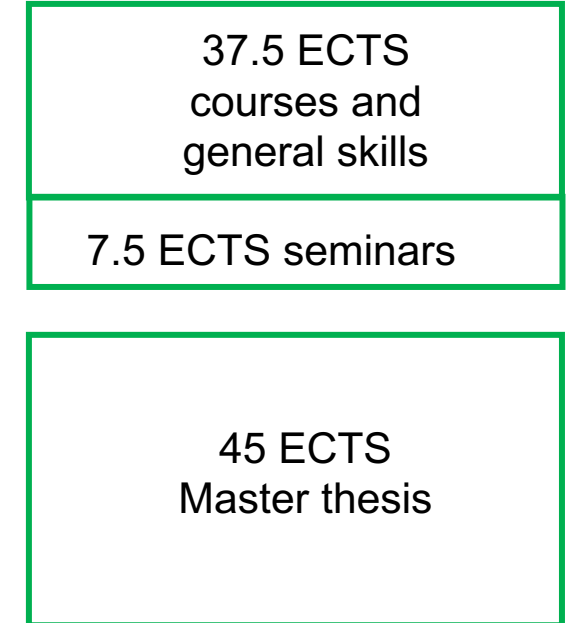 37.5 ECTS
courses and
general skills
7.5 ECTS seminars
45 ECTS
Master thesis